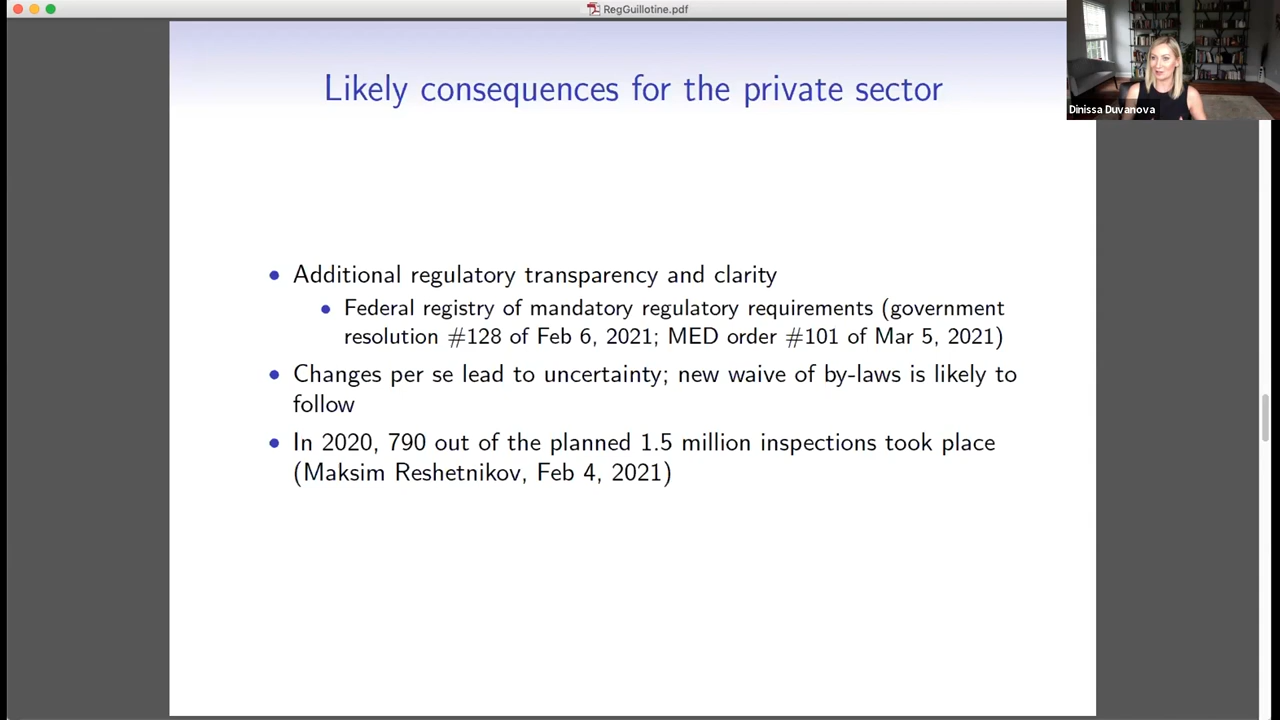 RegGuillotine.pdf
Dinissa Duvanova
Likely consequences for the private sector
• Additional regulatory transparency and clarity
• Federal registry of mandatory regulatory requirements (government
resolution #128 of Feb 6, 2021; MED order #101 of Mar 5, 2021)
• Changes per se lead to uncertainty; new waive of by-laws is likely to
follow
• In 2020, 790 out of the planned 1.5 million inspections took place
(Maksim Reshetnikov, Feb 4, 2021)